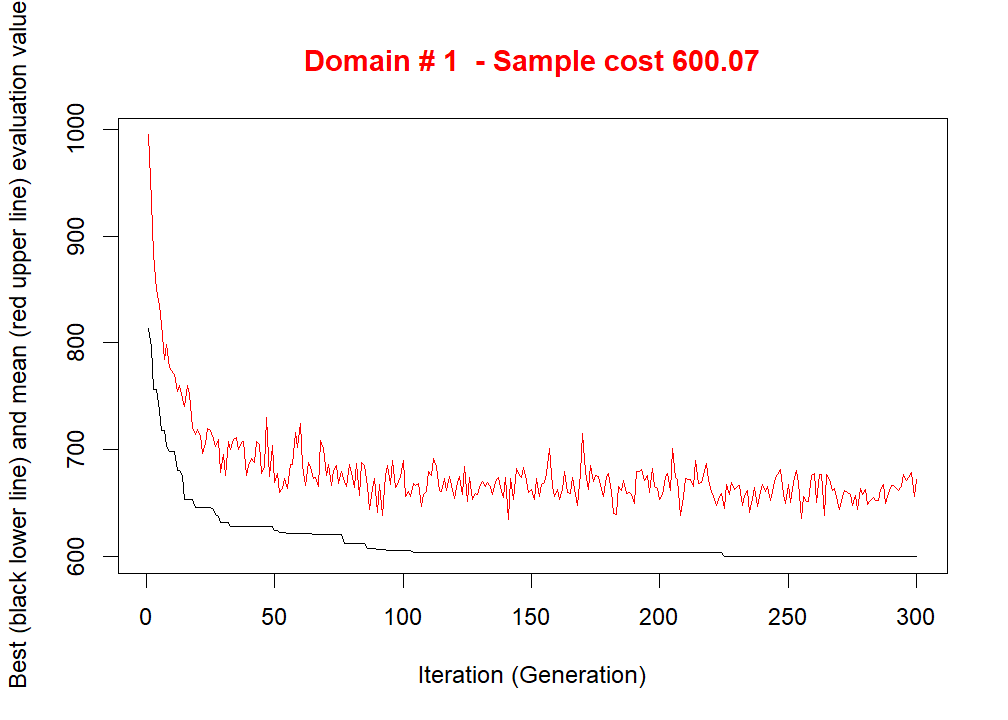 Domain # 1  - Sample cost 600.07
Best (black lower line) and mean (red upper line) evaluation value
1000
900
800
700
600
0 50 100 150 200 250 300
Iteration (Generation)